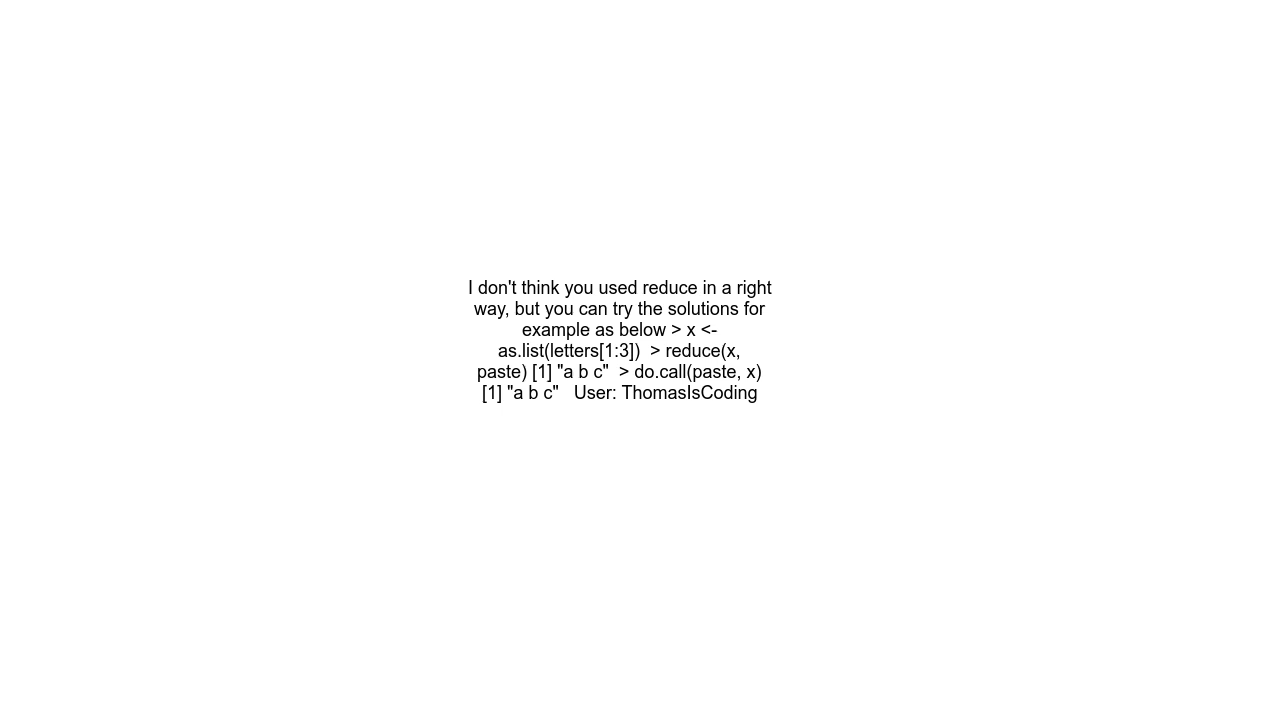 I don't think you used reduce in a right
way, but you can try the solutions for
example as below > x <-
as.list(letters[1:3])  > reduce(x,
paste) [1] "a b c"  > do.call(paste, x)
[1] "a b c"   User: ThomasIsCoding